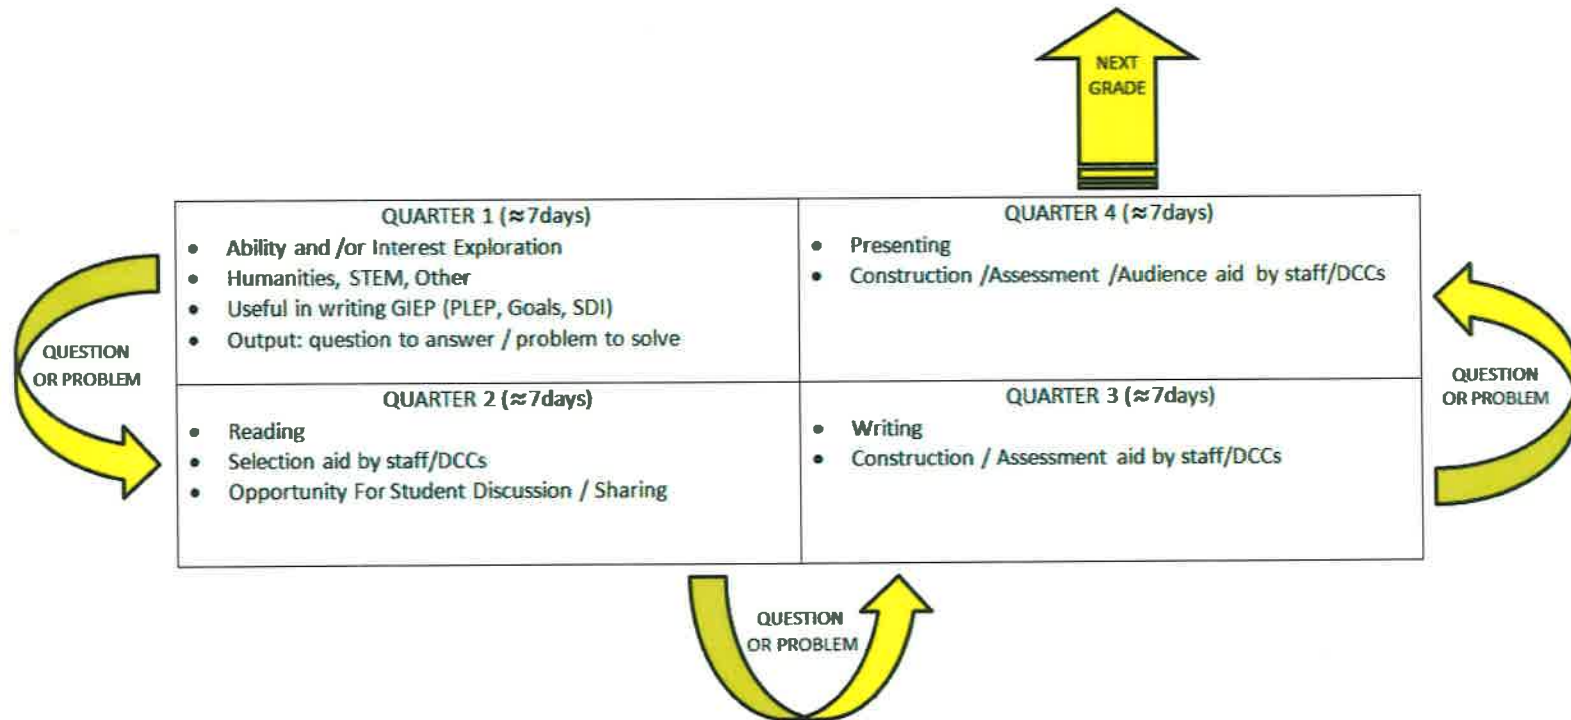 NEXT
GRADE
QUARTER 1 (≈7days)
• Ability and /or Interest Exploration
• Humanities, STEM, Other
• Useful in writing GIEP (PLEP, Goals, SDI)
• Output: question to answer / problem to solve
QUARTER 4 (≈7days)
• Presenting
• Construction /Assessment /Audience aid by staff/DCCs
QUESTION
OR PROBLEM
QUARTER 2 (≈7days)
• Reading
• Selection aid by staff/DCCs
• Opportunity For Student Discussion / Sharing
QUARTER 3 (≈7days)
• Writing
• Construction / Assessment aid by staff/DCCs
QUESTION
OR PROBLEM
QUESTION
OR PROBLEM